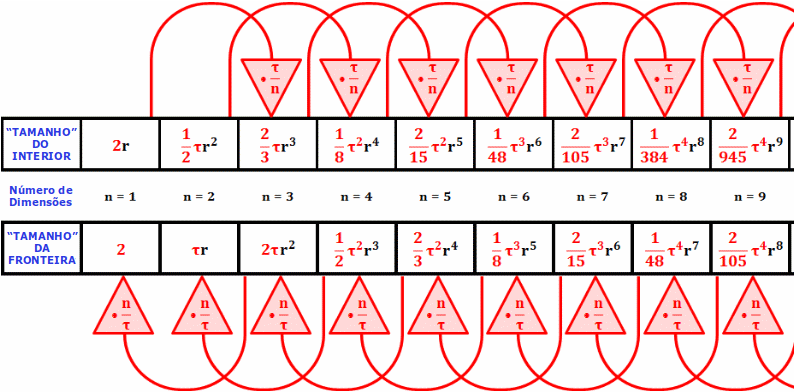 • τ/n • τ/n • τ/n • τ/n • τ/n • τ/n • τ/n
"TAMANHO"
DO
INTERIOR
2r
1/2 τr²
2/3 τr³
1/8 τ²r⁴
2/15 τ²r⁵
1/48 τ³r⁶
2/105 τ³r⁷
1/384 τ⁴r⁸
2/945 τ⁴r⁹
Número de
Dimensões
n = 1 n = 2 n = 3 n = 4 n = 5 n = 6 n = 7 n = 8 n = 9
"TAMANHO"
DA
FRONTEIRA
2
τr
2τr²
1/2 τ²r³
2/3 τ²r⁴
1/8 τ³r⁵
2/15 τ³r⁶
1/48 τ⁴r⁷
2/105 τ⁴r⁸
• n/τ • n/τ • n/τ • n/τ • n/τ • n/τ • n/τ • n/τ • n/τ